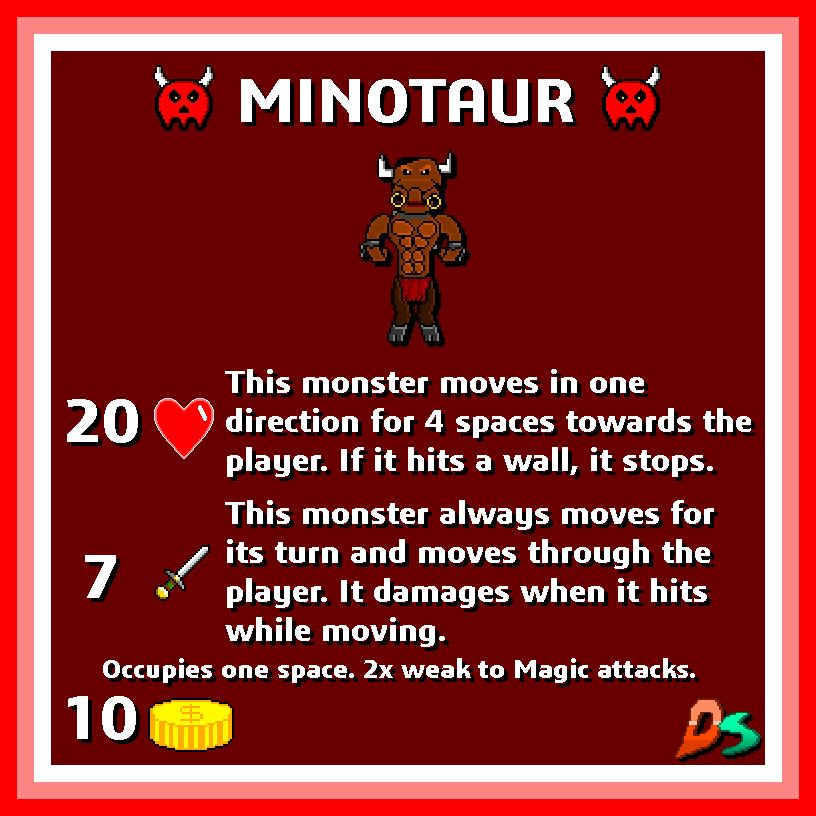 MINOTAUR
20
This monster moves in one
direction for 4 spaces towards the
player. If it hits a wall, it stops.
7
This monster always moves for
its turn and moves through the
player. It damages when it hits
while moving.
Occupies one space. 2x weak to Magic attacks.
10
$
DS